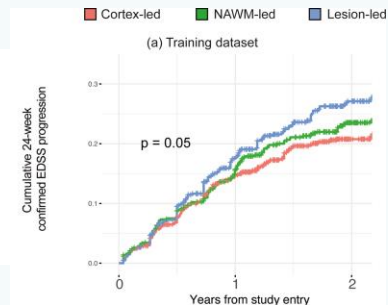 Cortex-led NAWM-led Lesion-led
(a) Training dataset
Cumulative 24-week
confirmed EDSS progression
0.3
p = 0.05
0.2
0.1
0.0
0 1 2
Years from study entry